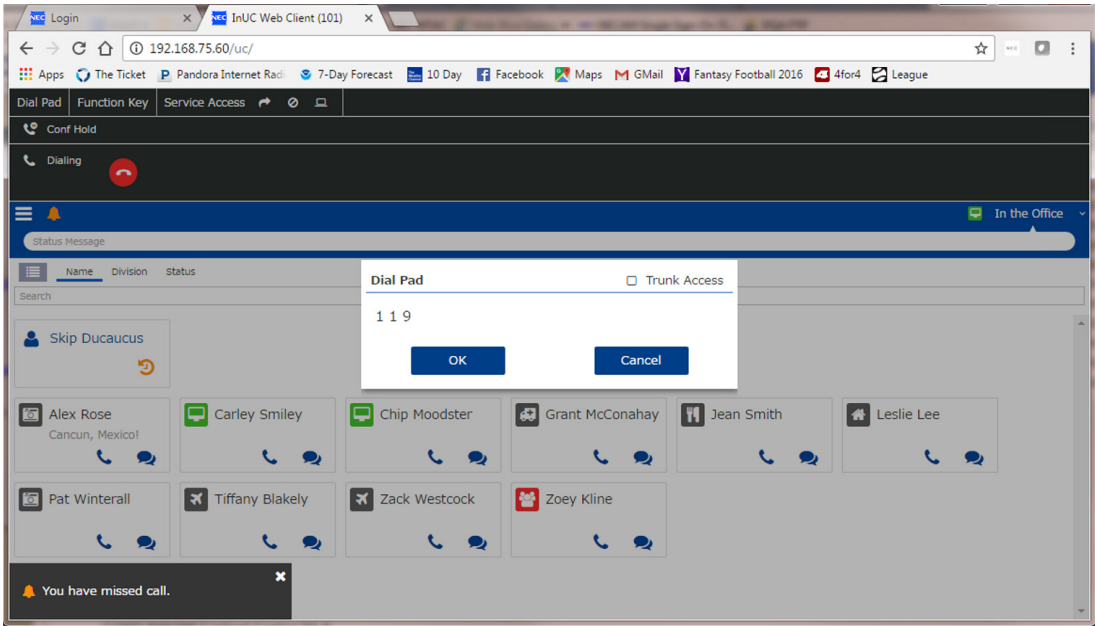 NEC Login
NEC InUC Web Client (101)
192.168.75.60/uc/
Apps The Ticket Pandora Internet Radi 7-Day Forecast 10 Day Facebook Maps GMail Fantasy Football 2016 4for4 League
Dial Pad Function Key Service Access
Conf Hold
Dialing
In the Office
Status Message
Name Division Status
Search
Dial Pad Trunk Access
1 1 9
OK Cancel
Skip Ducaucus
Alex Rose Carley Smiley Chip Moodster Grant McConahay Jean Smith Leslie Lee
Cancun, Mexico!
Pat Winterall Tiffany Blakely Zack Westcock Zoey Kline
You have missed call.